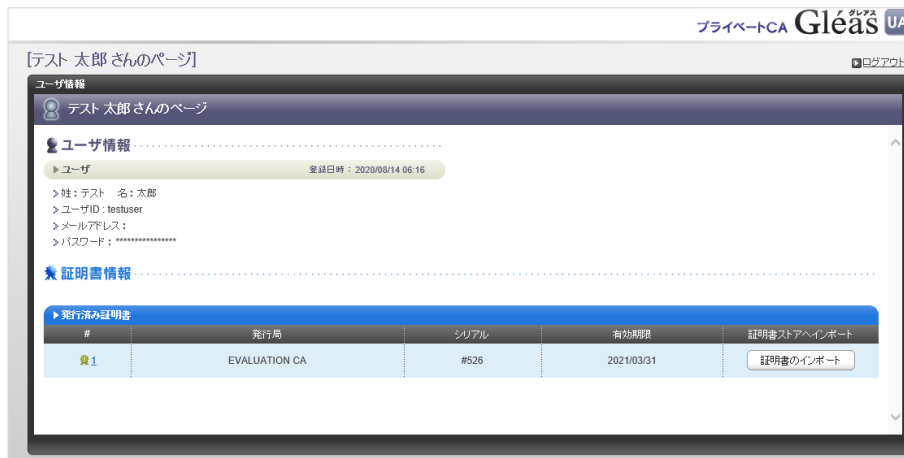 プライベートCA Gléas グレアス UA
[テスト 太郎 さんのページ]
ログアウト
ユーザ情報
テスト 太郎 さんのページ
ユーザ情報
ユーザ 登録日時：2020/08/14 06:16
姓：テスト 名：太郎
ユーザID : testuser
メールアドレス：
パスワード：***************
証明書情報
発行済み証明書
# 発行局 シリアル 有効期限 証明書ストアへインポート
1 EVALUATION CA #526 2021/03/31 証明書のインポート